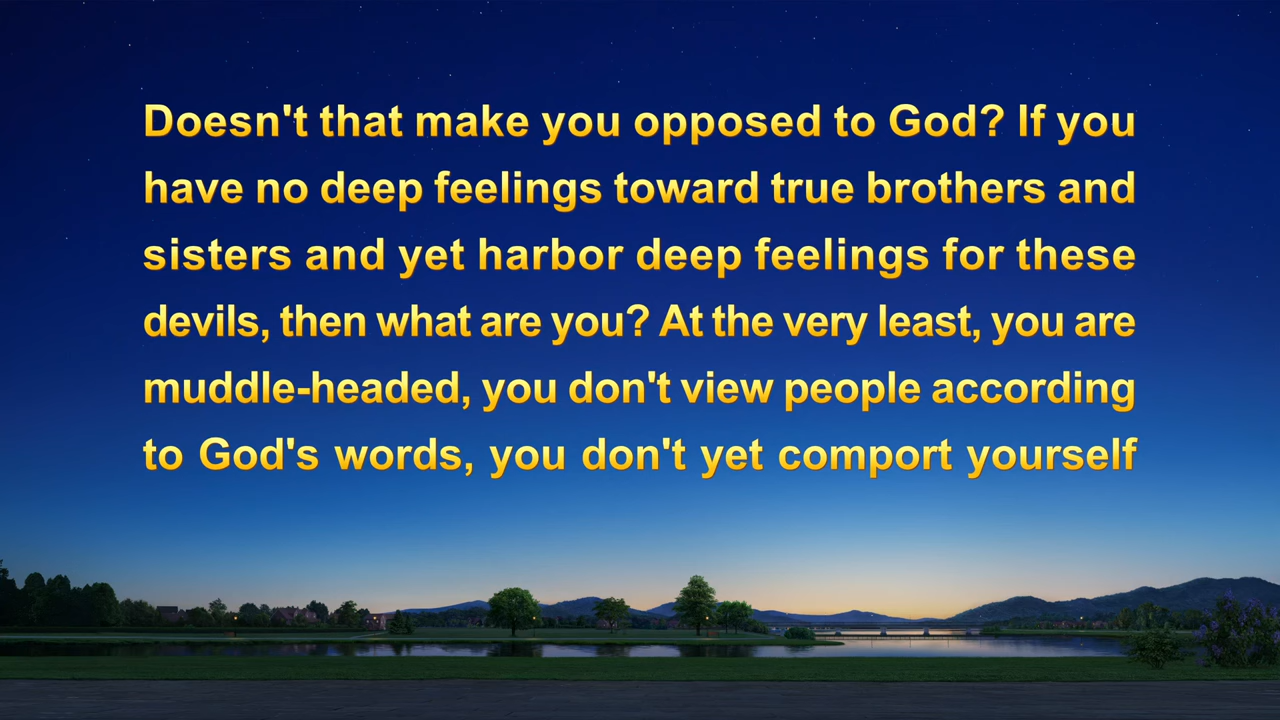 Doesn't that make you opposed to God? If you
have no deep feelings toward true brothers and
sisters and yet harbor deep feelings for these
devils, then what are you? At the very least, you are
muddle-headed, you don't view people according
to God's words, you don't yet comport yourself